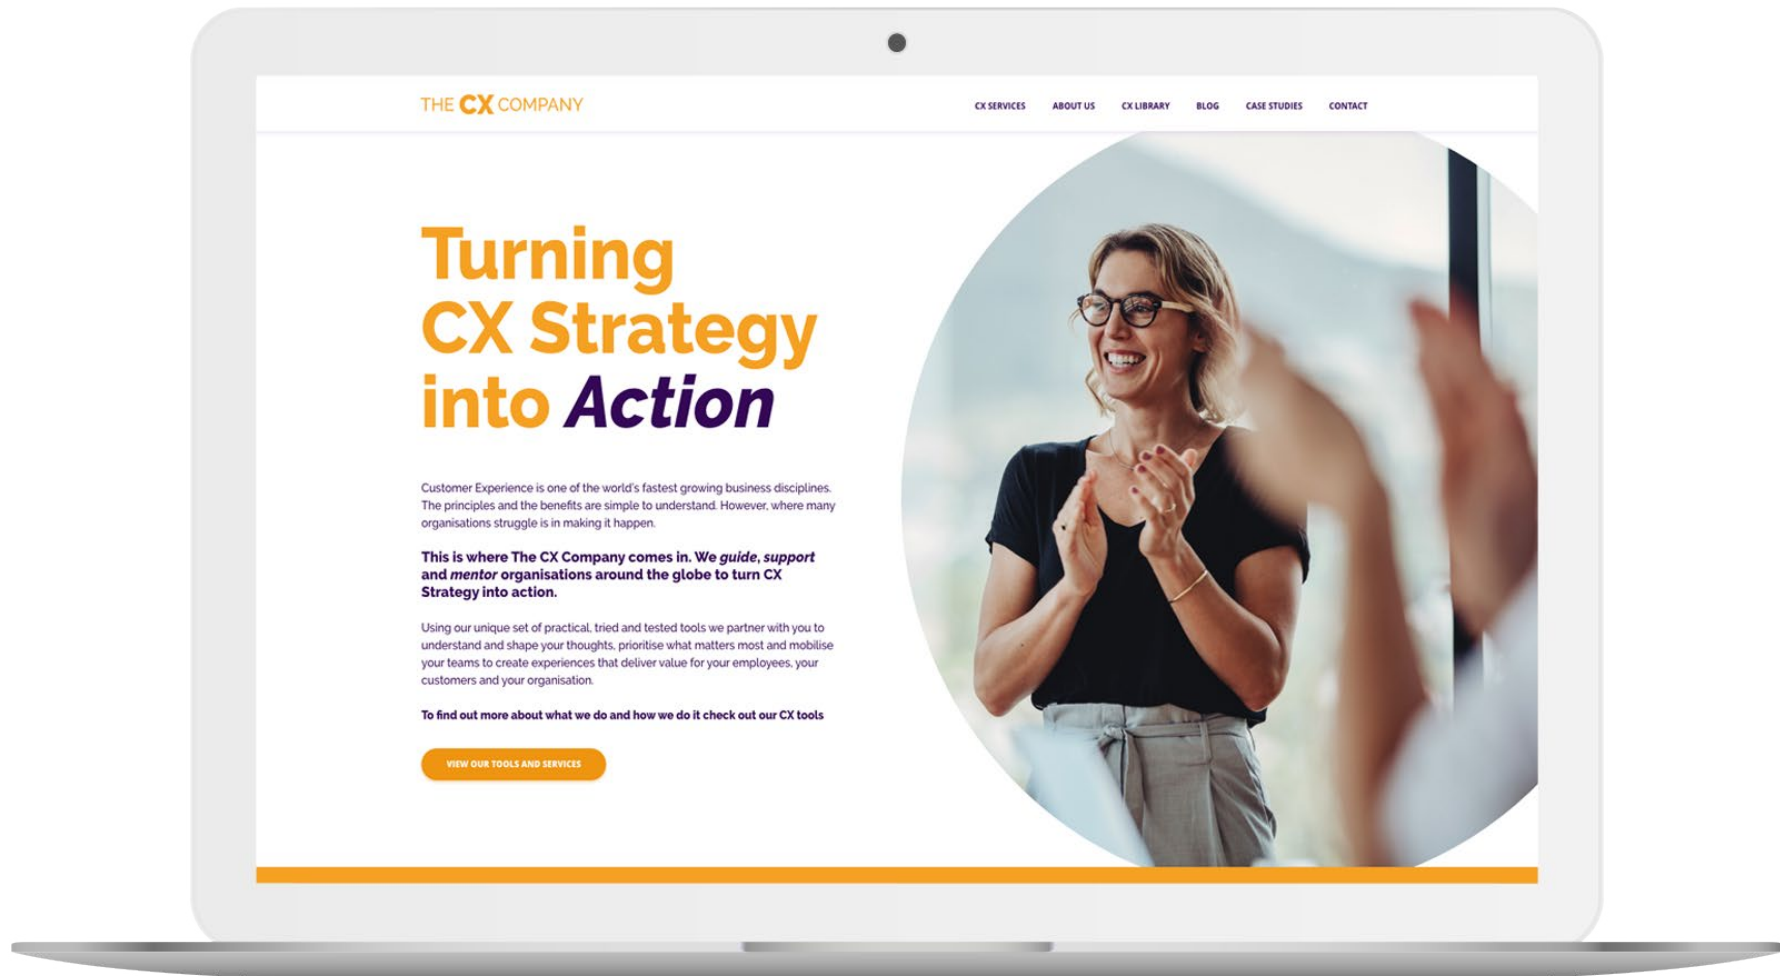 THE CX COMPANY
CX SERVICES ABOUT US CX LIBRARY BLOG CASE STUDIES CONTACT
Turning
CX Strategy
into Action
Customer Experience is one of the world's fastest growing business disciplines.
The principles and the benefits are simple to understand. However, where many
organisations struggle is in making it happen.
This is where The CX Company comes in. We guide, support
and mentor organisations around the globe to turn CX
Strategy into action.
Using our unique set of practical, tried and tested tools we partner with you to
understand and shape your thoughts, prioritise what matters most and mobilise
your teams to create experiences that deliver value for your employees, your
customers and your organisation.
To find out more about what we do and how we do it check out our CX tools
VIEW OUR TOOLS AND SERVICES